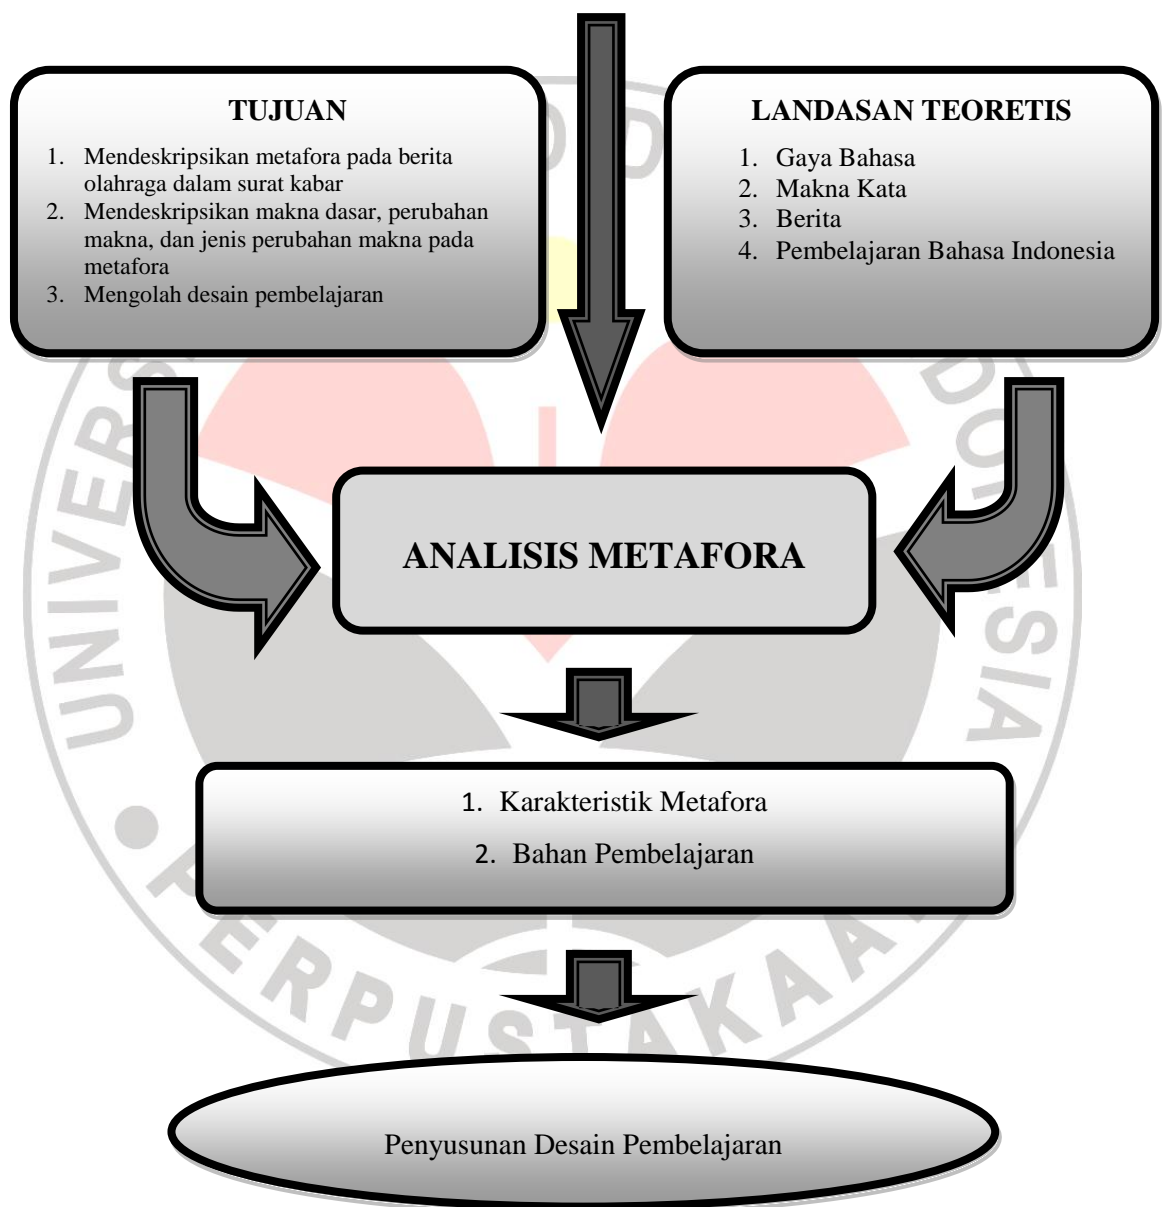 TUJUAN
1. Mendeskripsikan metafora pada berita
olahraga dalam surat kabar
2. Mendeskripsikan makna dasar, perubahan
makna, dan jenis perubahan makna pada
metafora
3. Mengolah desain pembelajaran
LANDASAN TEORETIS
1. Gaya Bahasa
2. Makna Kata
3. Berita
4. Pembelajaran Bahasa Indonesia
ANALISIS METAFORA
1. Karakteristik Metafora
2. Bahan Pembelajaran
Penyusunan Desain Pembelajaran